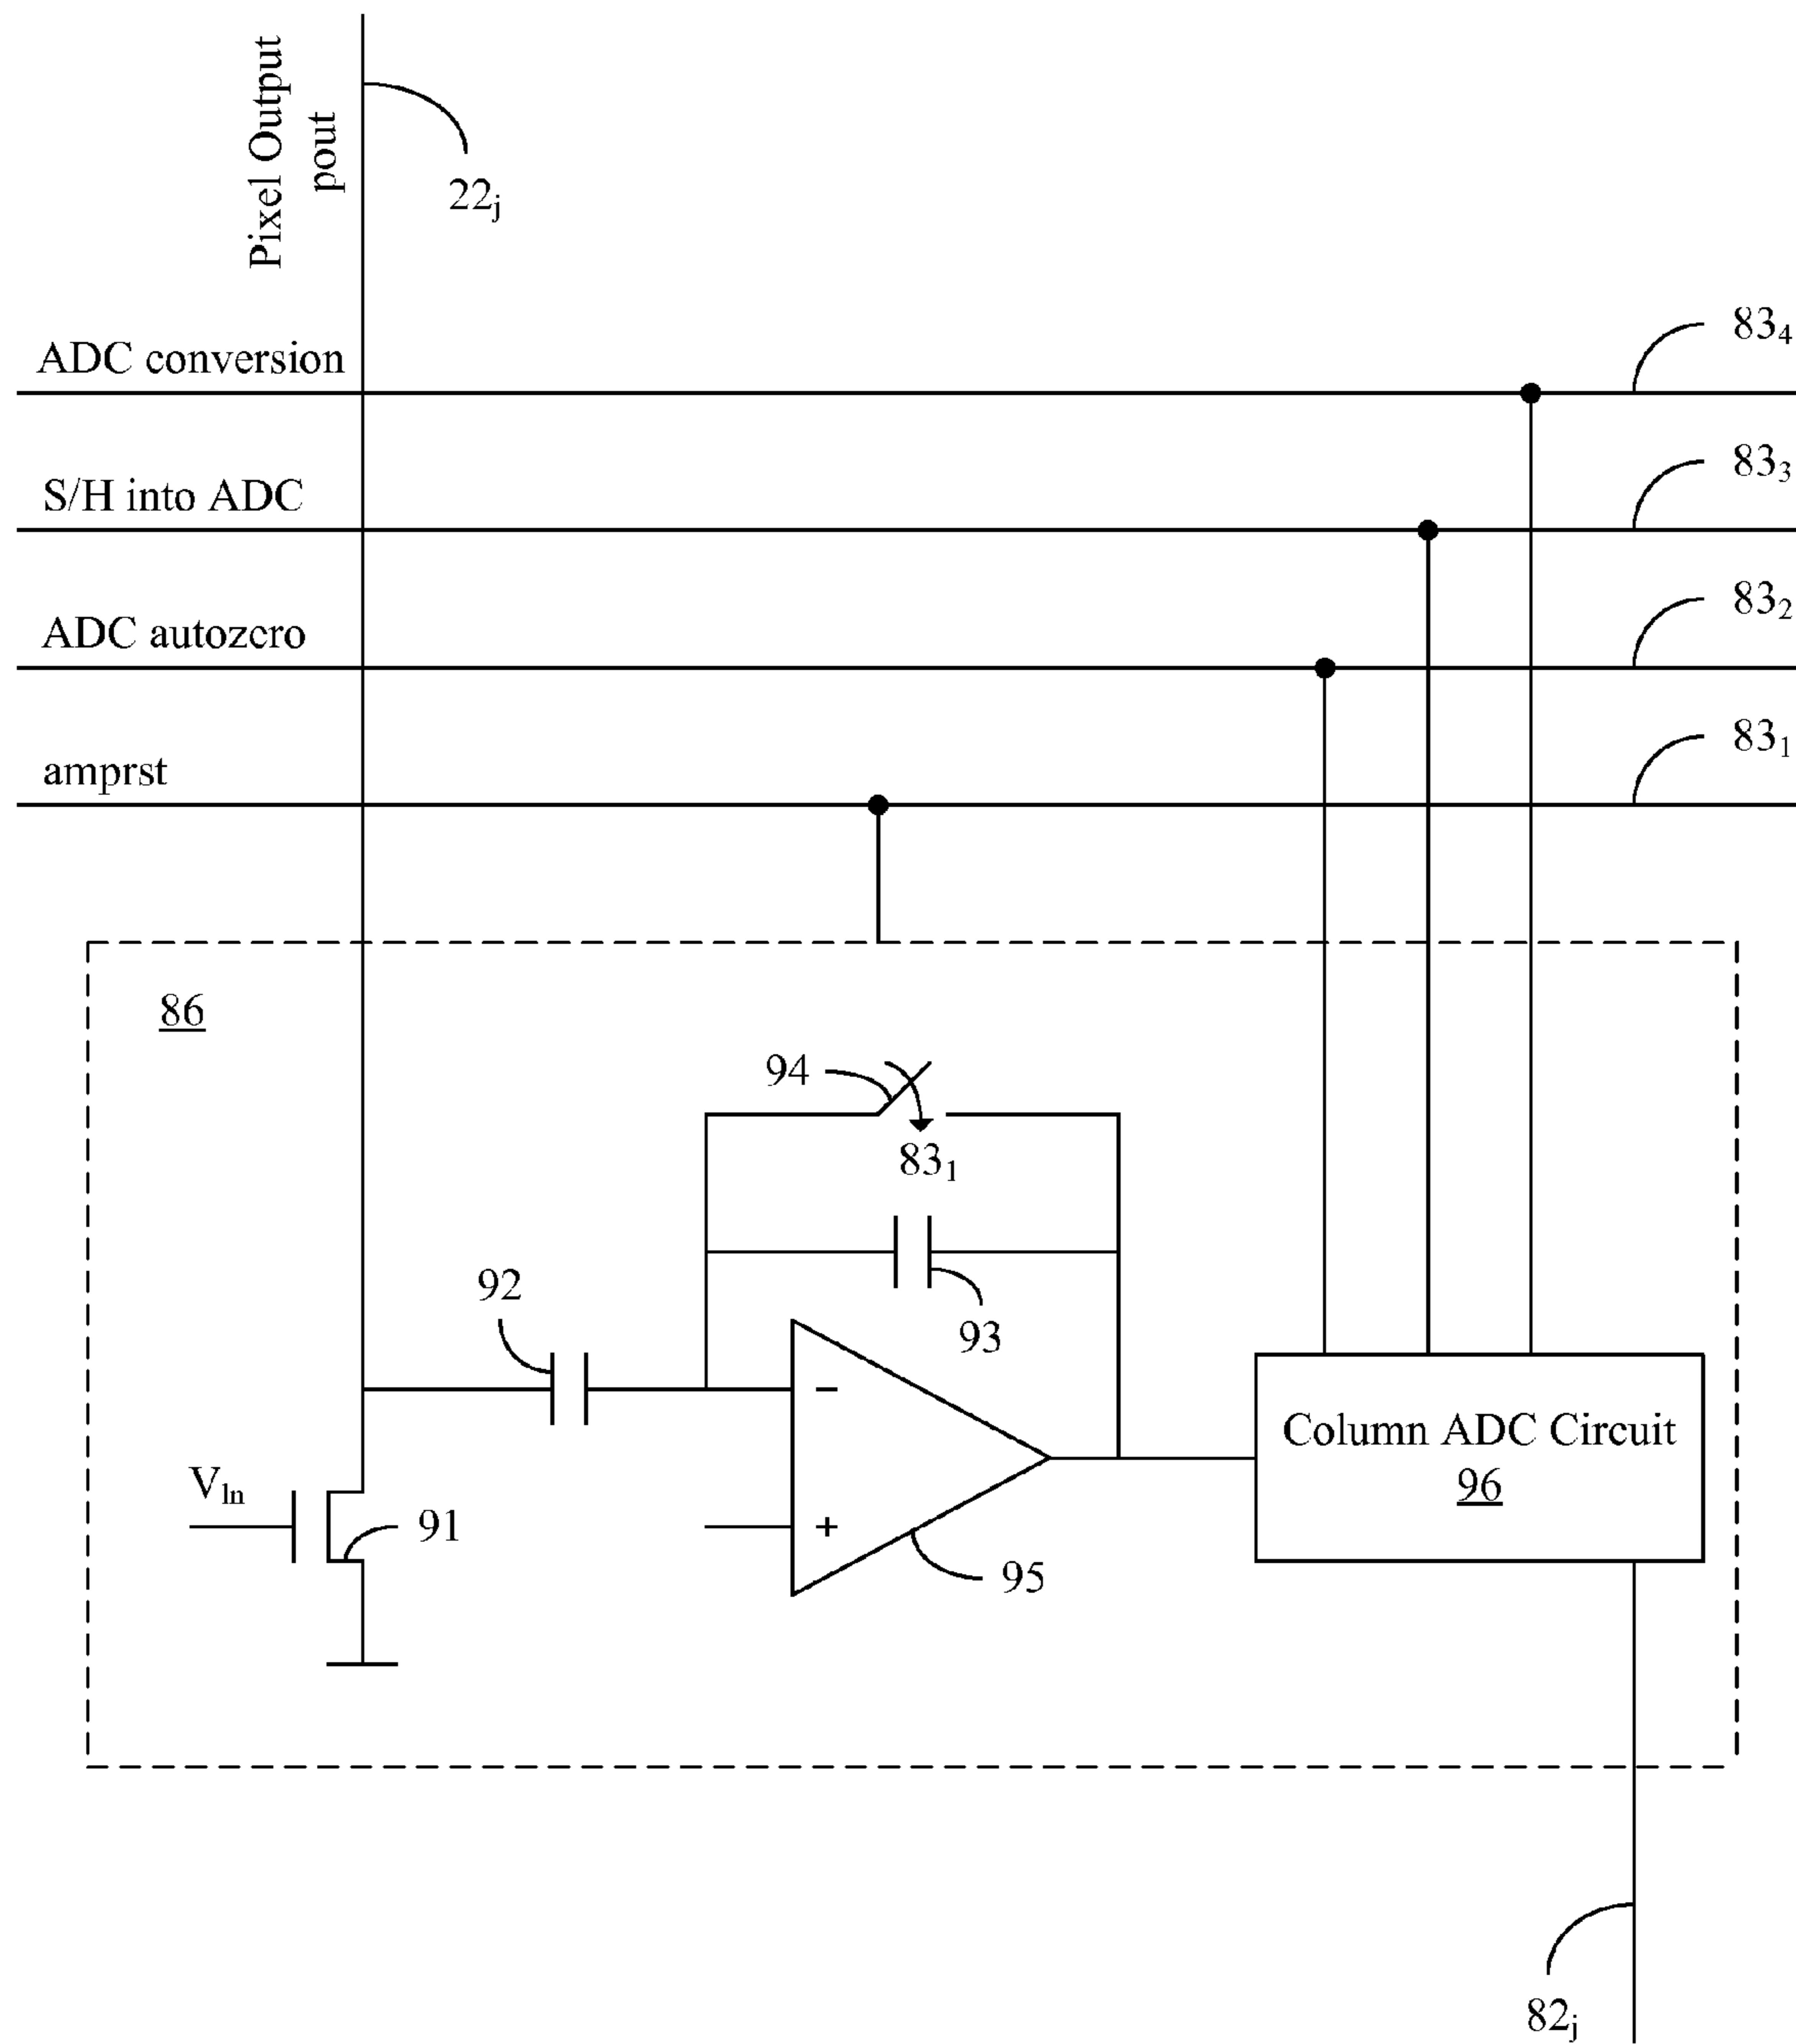 Pixel Output
pout
22j
ADC conversion
83₄
S/H into ADC
83₃
ADC autozcro
83₂
amprst
83₁
86
94
83₁
92
93
−
Column ADC Circuit
96
Vln
91
+
95
82j